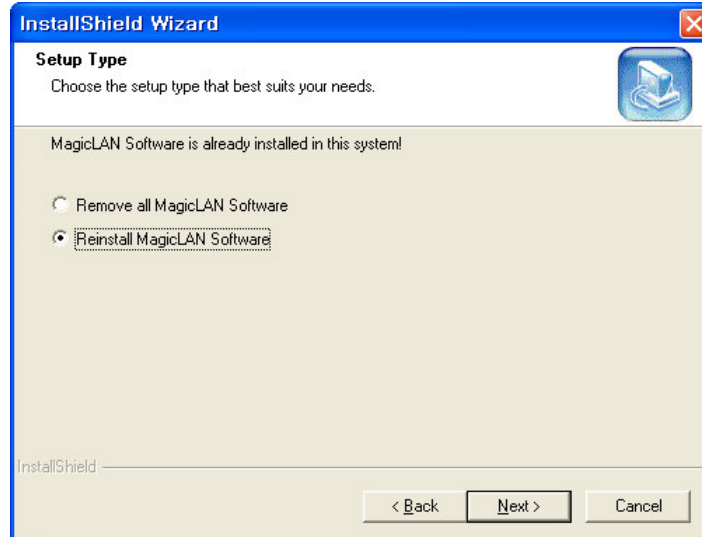 InstallShield Wizard
Setup Type
Choose the setup type that best suits your needs.
MagicLAN Software is already installed in this system!
Remove all MagicLAN Software
Reinstall MagicLAN Software
InstallShield
< Back
Next >
Cancel